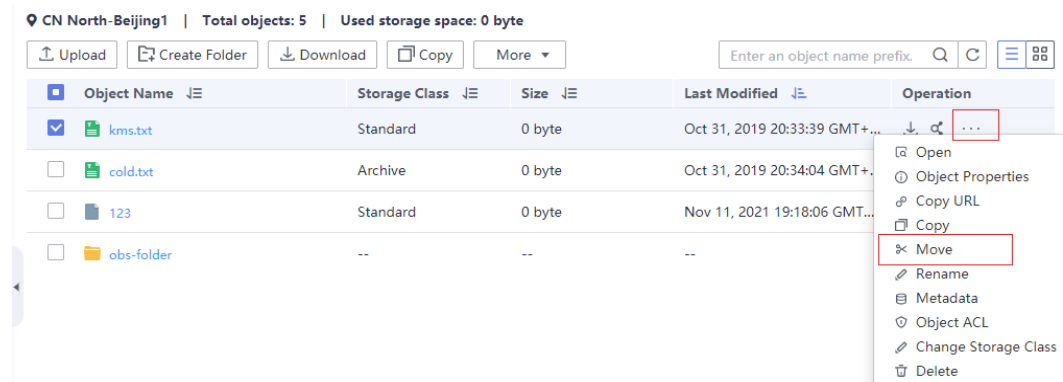 CN North-Beijing1 | Total objects: 5 | Used storage space: 0 byte
Upload Create Folder Download Copy More Enter an object name prefix.
Object Name Storage Class Size Last Modified Operation
kms.txt Standard 0 byte Oct 31, 2019 20:33:39 GMT+... ...
Open
cold.txt Archive 0 byte Oct 31, 2019 20:34:04 GMT+.
Object Properties
Copy URL
123 Standard 0 byte Nov 11, 2021 19:18:06 GMT...
Copy
Move
obs-folder -- -- --
Rename
Metadata
Object ACL
Change Storage Class
Delete